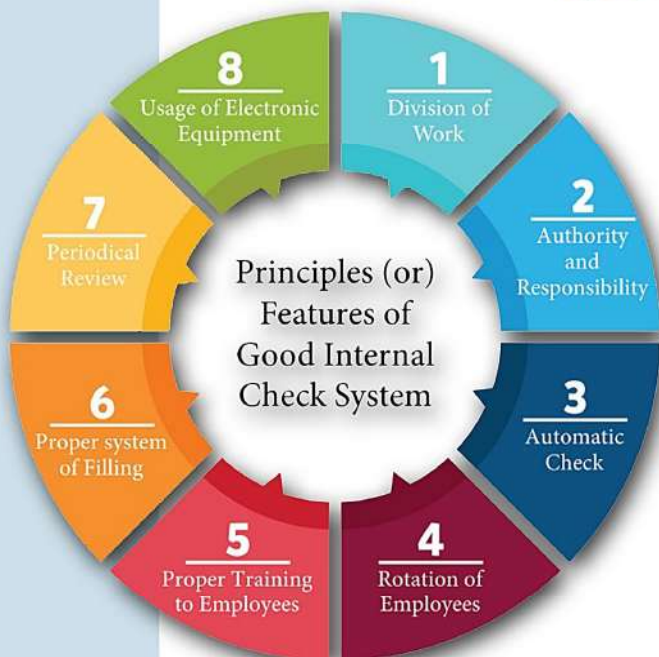 Principles (or)
Features of
Good Internal
Check System
1
Division of
Work
2
Authority
and
Responsibility
3
Automatic
Check
4
Rotation of
Employees
5
Proper Training
to Employees
6
Proper system
of Filling
7
Periodical
Review
8
Usage of Electronic
Equipment